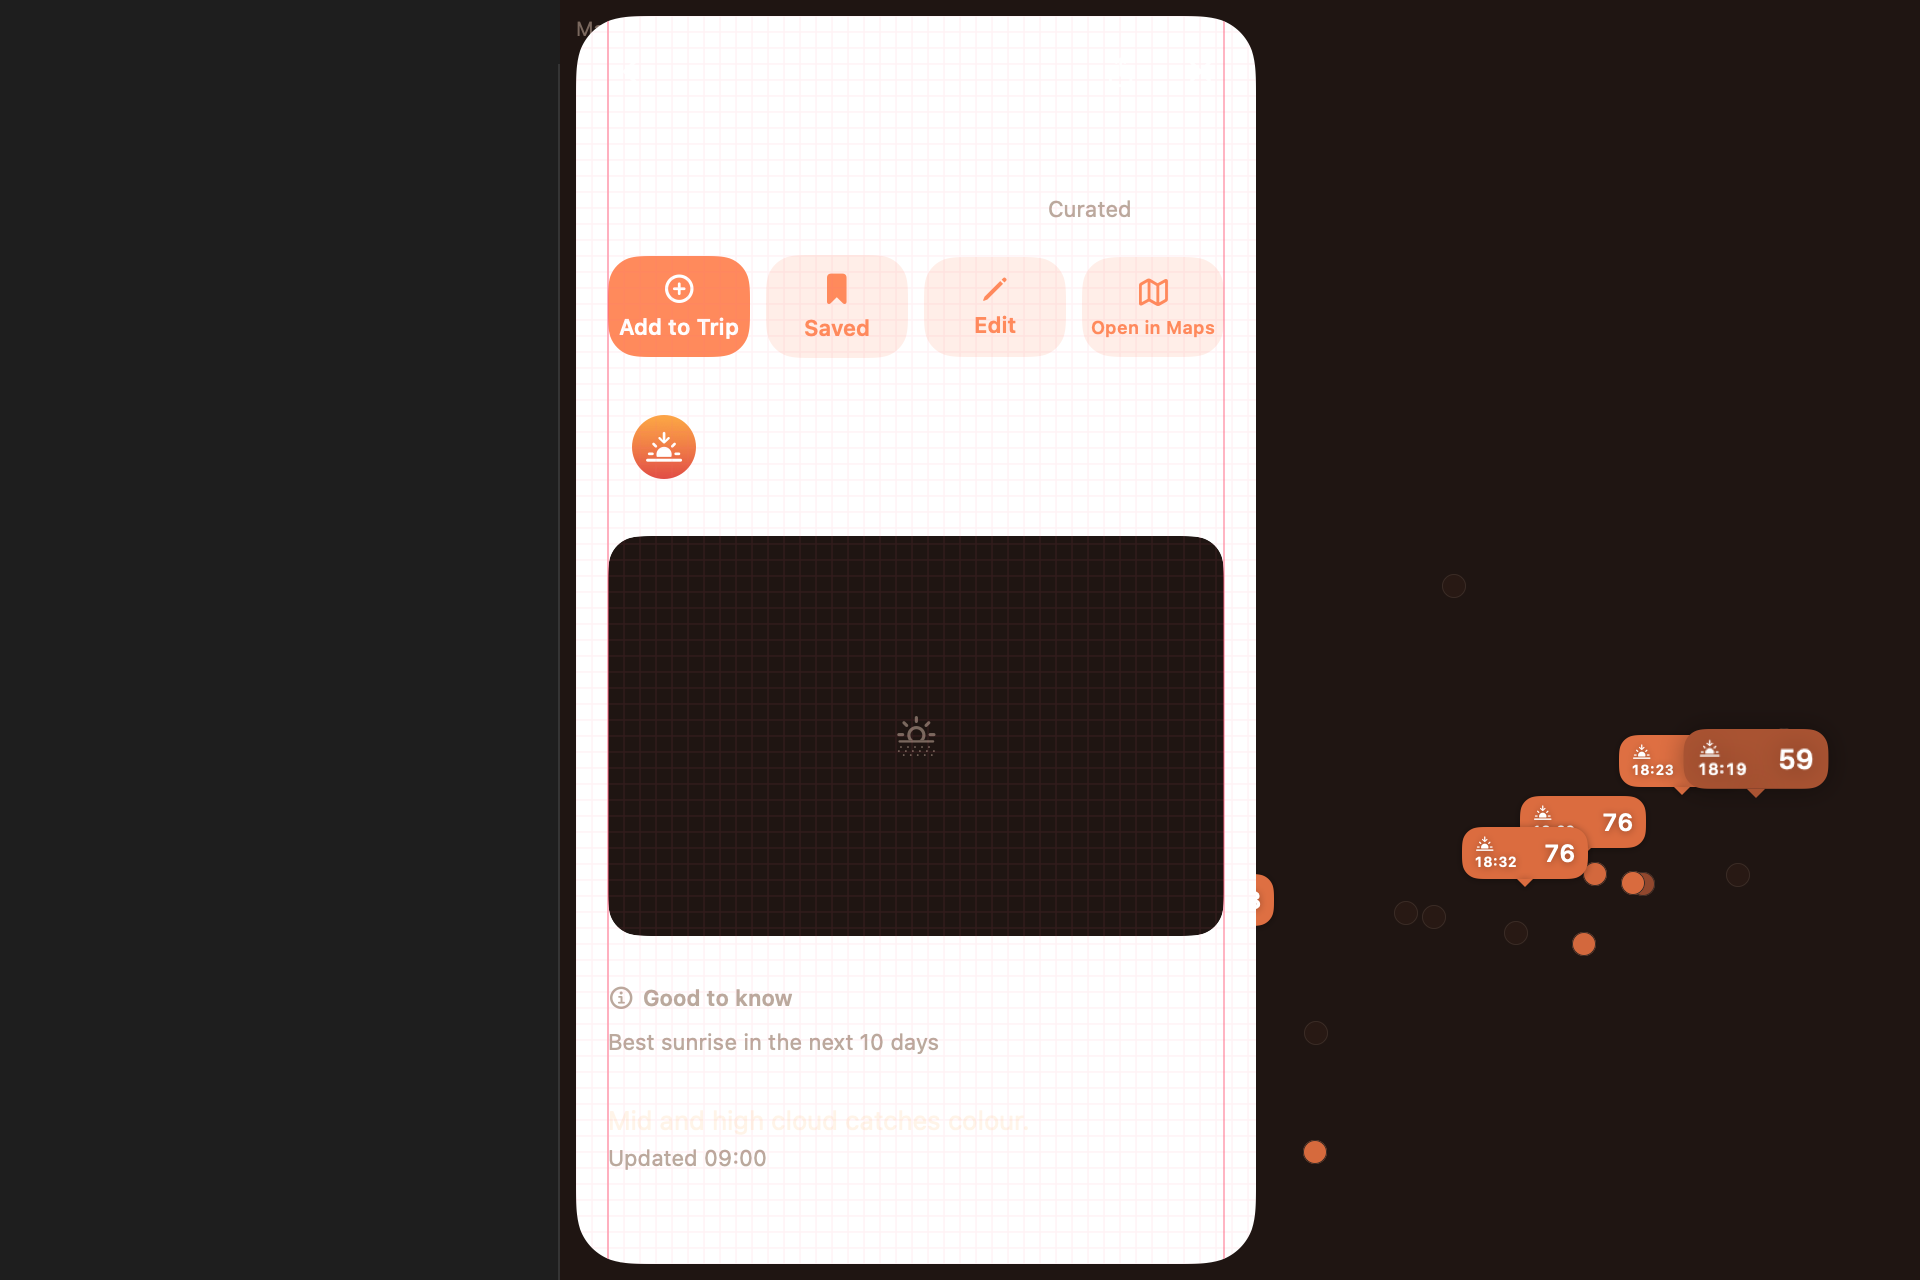 Curated
Add to Trip
Saved
Edit
Open in Maps
18:23
18:19
59
76
18:32
76
Good to know
Best sunrise in the next 10 days
Mid and high cloud catches colour.
Updated 09:00